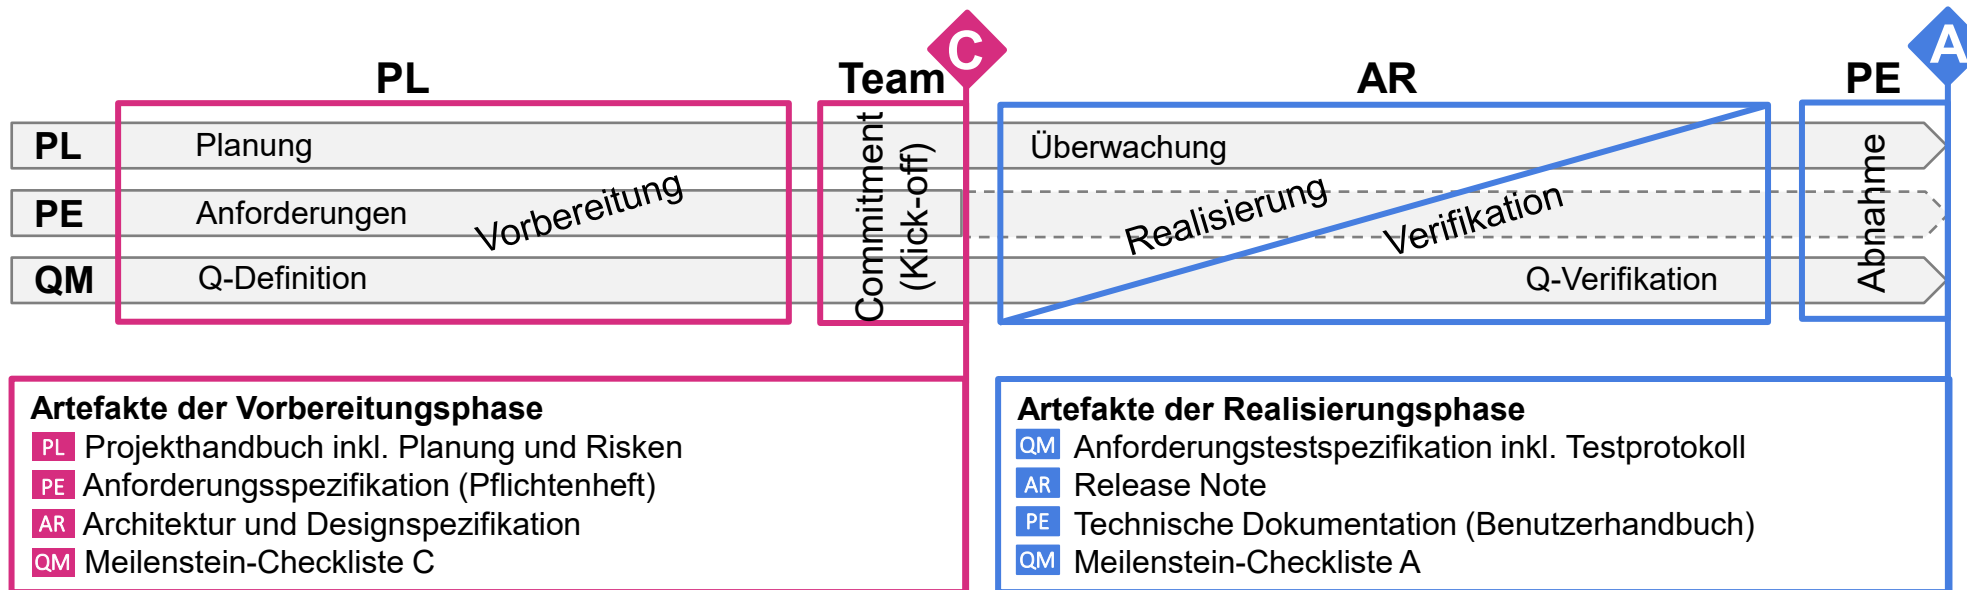 C
A
PL
Team
AR
PE
PL
Planung
Überwachung
PE
Anforderungen
Vorbereitung
Commitment
(Kick-off)
Realisierung
Verifikation
Abnahme
QM
Q-Definition
Q-Verifikation
Artefakte der Vorbereitungsphase
PL Projekthandbuch inkl. Planung und Risken
PE Anforderungsspezifikation (Pflichtenheft)
AR Architektur und Designspezifikation
QM Meilenstein-Checkliste C
Artefakte der Realisierungsphase
QM Anforderungstestspezifikation inkl. Testprotokoll
AR Release Note
PE Technische Dokumentation (Benutzerhandbuch)
QM Meilenstein-Checkliste A